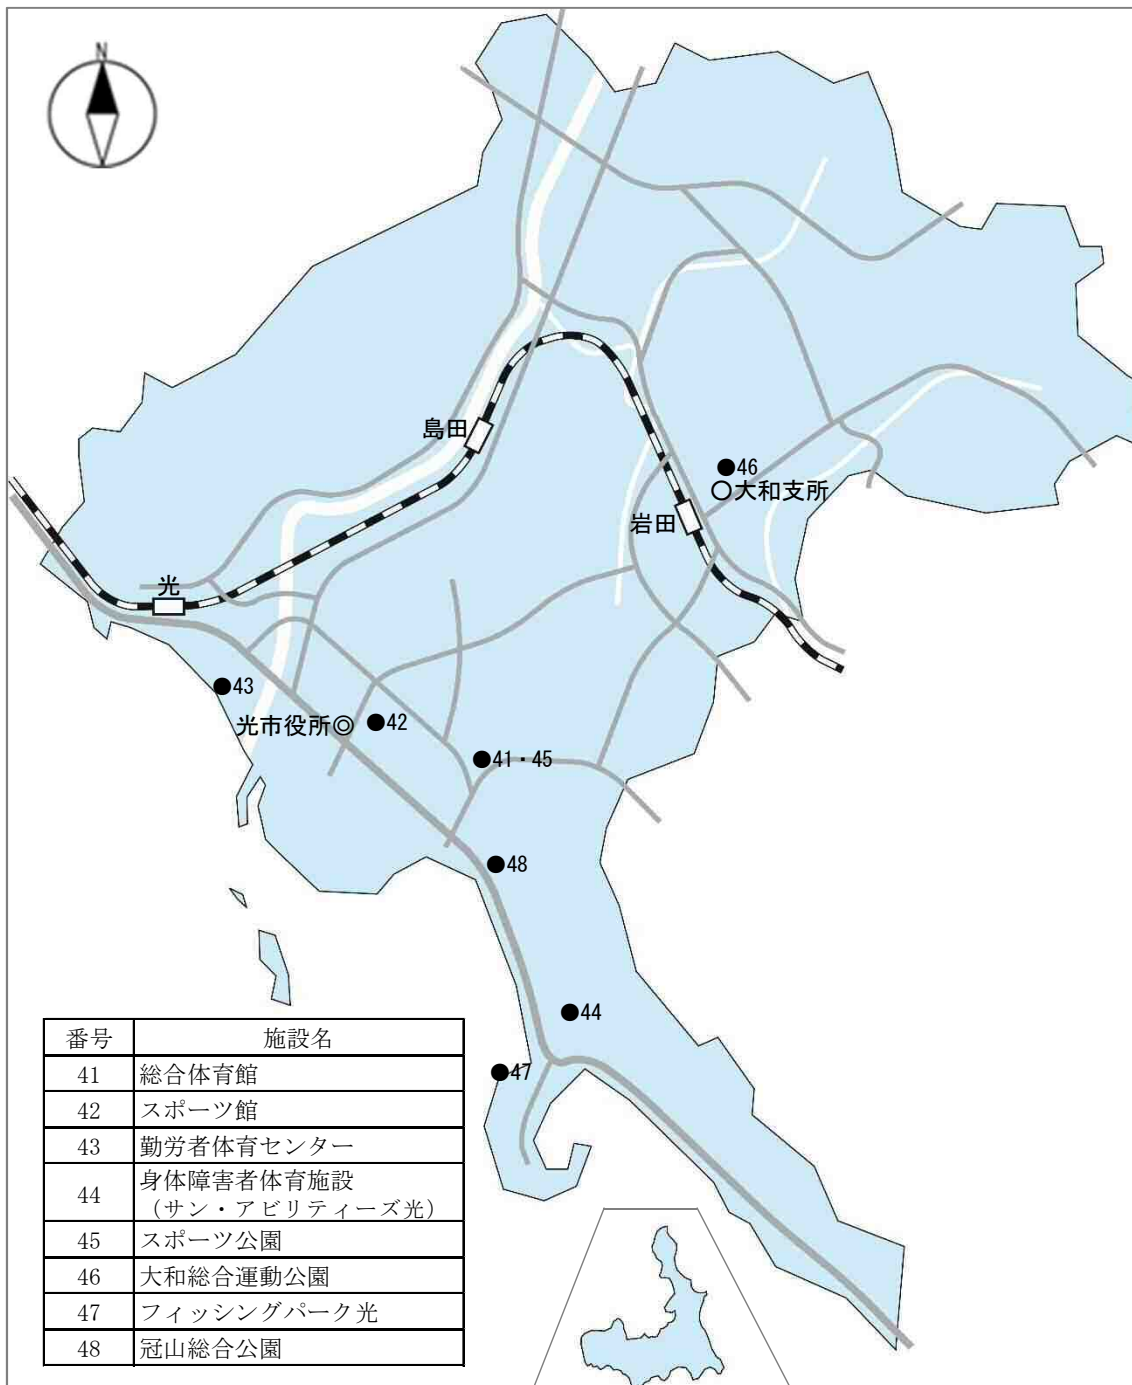 N
島田
●46
○大和支所
岩田
光
●43
光市役所◎
●42
●41・45
●48
●44
●47
番号 施設名
41 総合体育館
42 スポーツ館
43 勤労者体育センター
44 身体障害者体育施設
（サン・アビリティーズ光）
45 スポーツ公園
46 大和総合運動公園
47 フィッシングパーク光
48 冠山総合公園